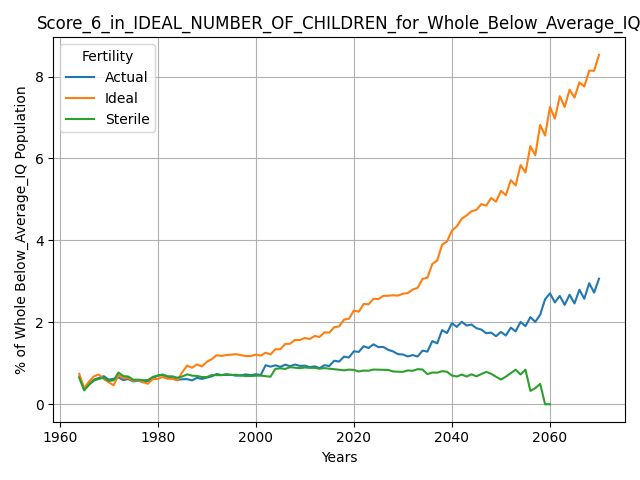 Score_6_in_IDEAL_NUMBER_OF_CHILDREN_for_Whole_Below_Average_IQ
Fertility
Actual
Ideal
Sterile
% of Whole Below_Average_IQ Population
8
6
4
2
0
1960
1980
2000
2020
2040
2060
Years